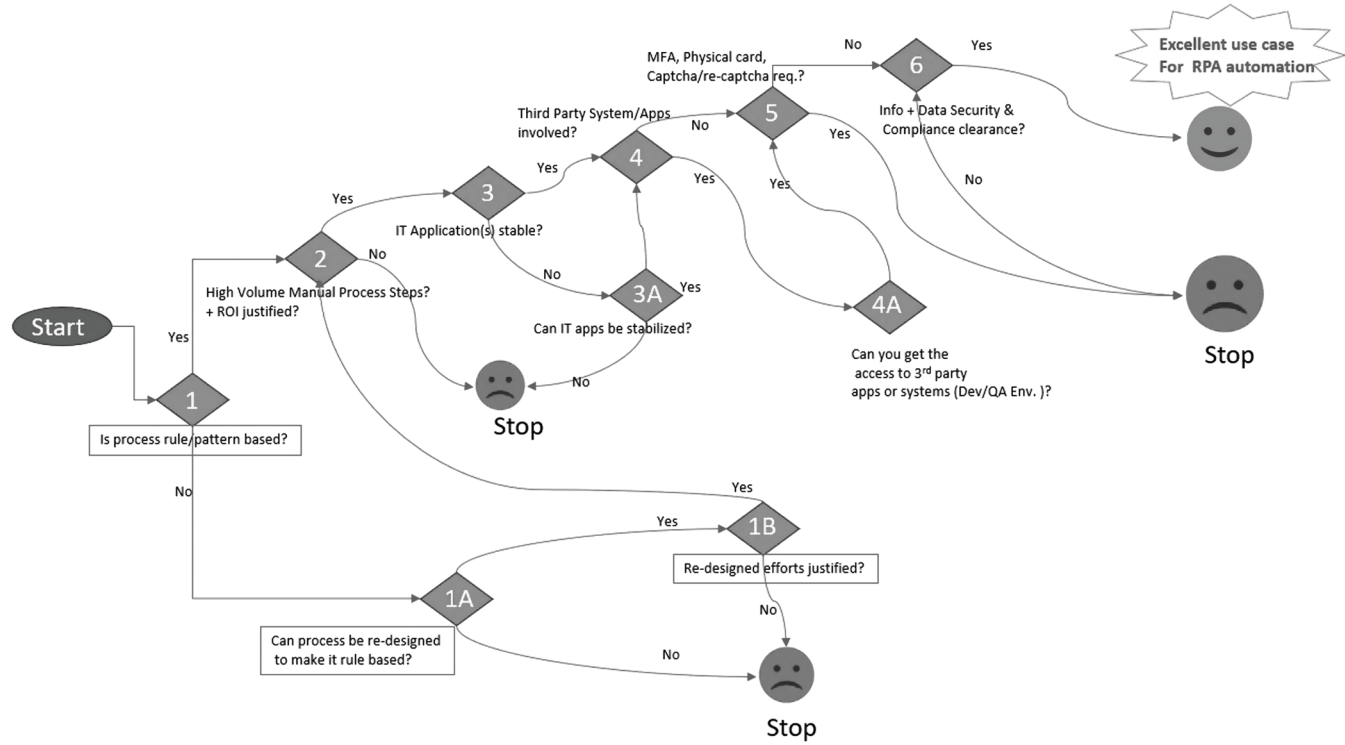 Excellent use case
For RPA automation
MFA, Physical card,
Captcha/re-captcha req.?
No
6
Yes
Info + Data Security &
Compliance clearance?
Third Party System/Apps
involved?
No
5
Yes
4
Yes
Yes
Yes
3
Yes
No
IT Application(s) stable?
No
2
No
High Volume Manual Process Steps?
+ ROI justified?
3A
Yes
Can IT apps be stabilized?
No
4A
Can you get the
access to 3rd party
apps or systems (Dev/QA Env. )?
Start
Yes
1
Is process rule/pattern based?
Stop
Stop
No
Yes
Yes
1B
Re-designed efforts justified?
No
1A
Can process be re-designed
to make it rule based?
No
Stop